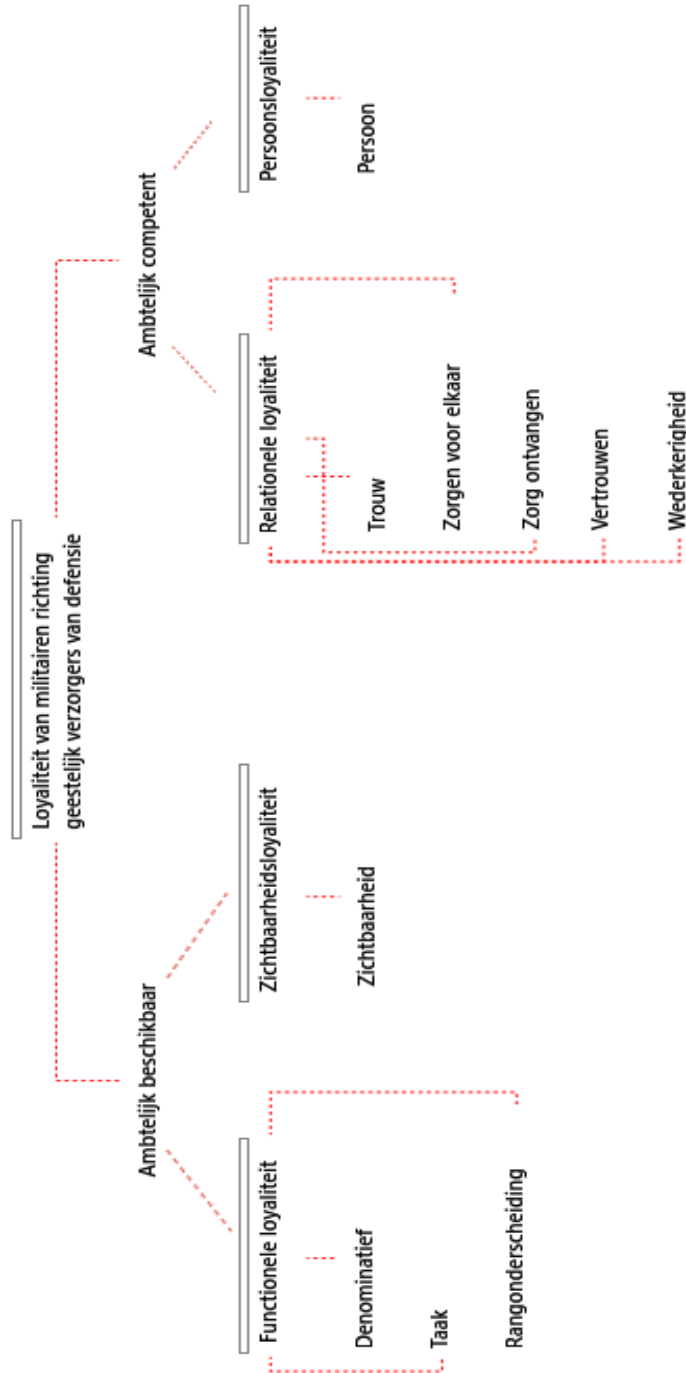 Loyaliteit van militairen richting
geestelijk verzorgers van defensie
Ambtelijk beschikbaar
Ambtelijk competent
Functionele loyaliteit
Zichtbaarheidsloyaliteit
Relationele loyaliteit
Persoonsloyaliteit
Denominatief
Taak
Rangonderscheiding
Zichtbaarheid
Trouw
Zorgen voor elkaar
Zorg ontvangen
Vertrouwen
Wederkerigheid
Persoon